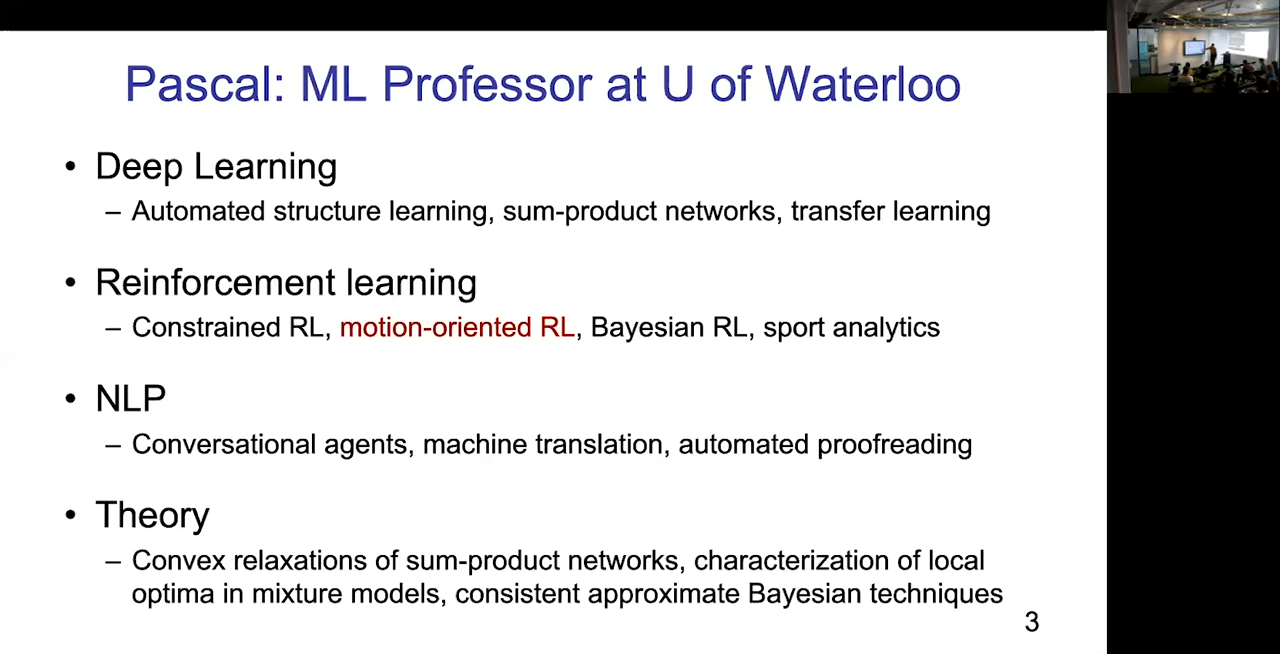 Pascal: ML Professor at U of Waterloo
• Deep Learning
– Automated structure learning, sum-product networks, transfer learning
• Reinforcement learning
– Constrained RL, motion-oriented RL, Bayesian RL, sport analytics
• NLP
– Conversational agents, machine translation, automated proofreading
• Theory
– Convex relaxations of sum-product networks, characterization of local
optima in mixture models, consistent approximate Bayesian techniques
3